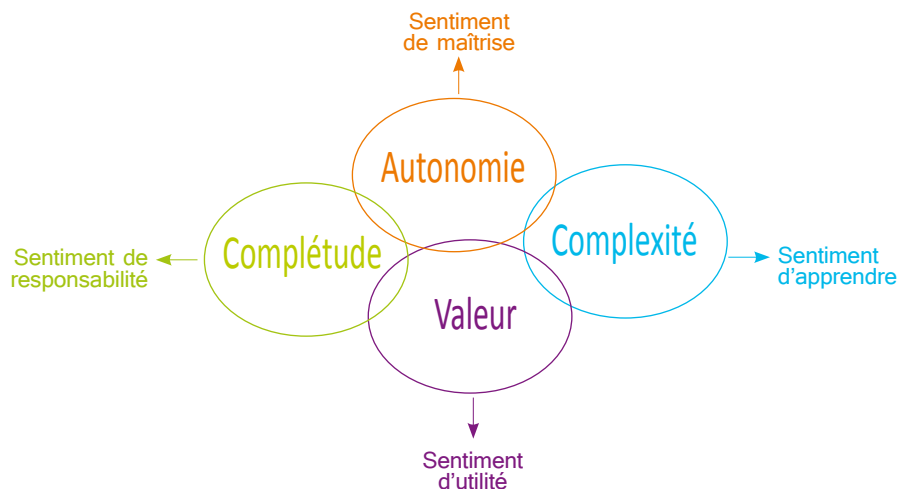 Sentiment
de maîtrise
Autonomie
Complétude
Complexité
Sentiment de
responsabilité
Sentiment
d'apprendre
Valeur
Sentiment
d'utilité